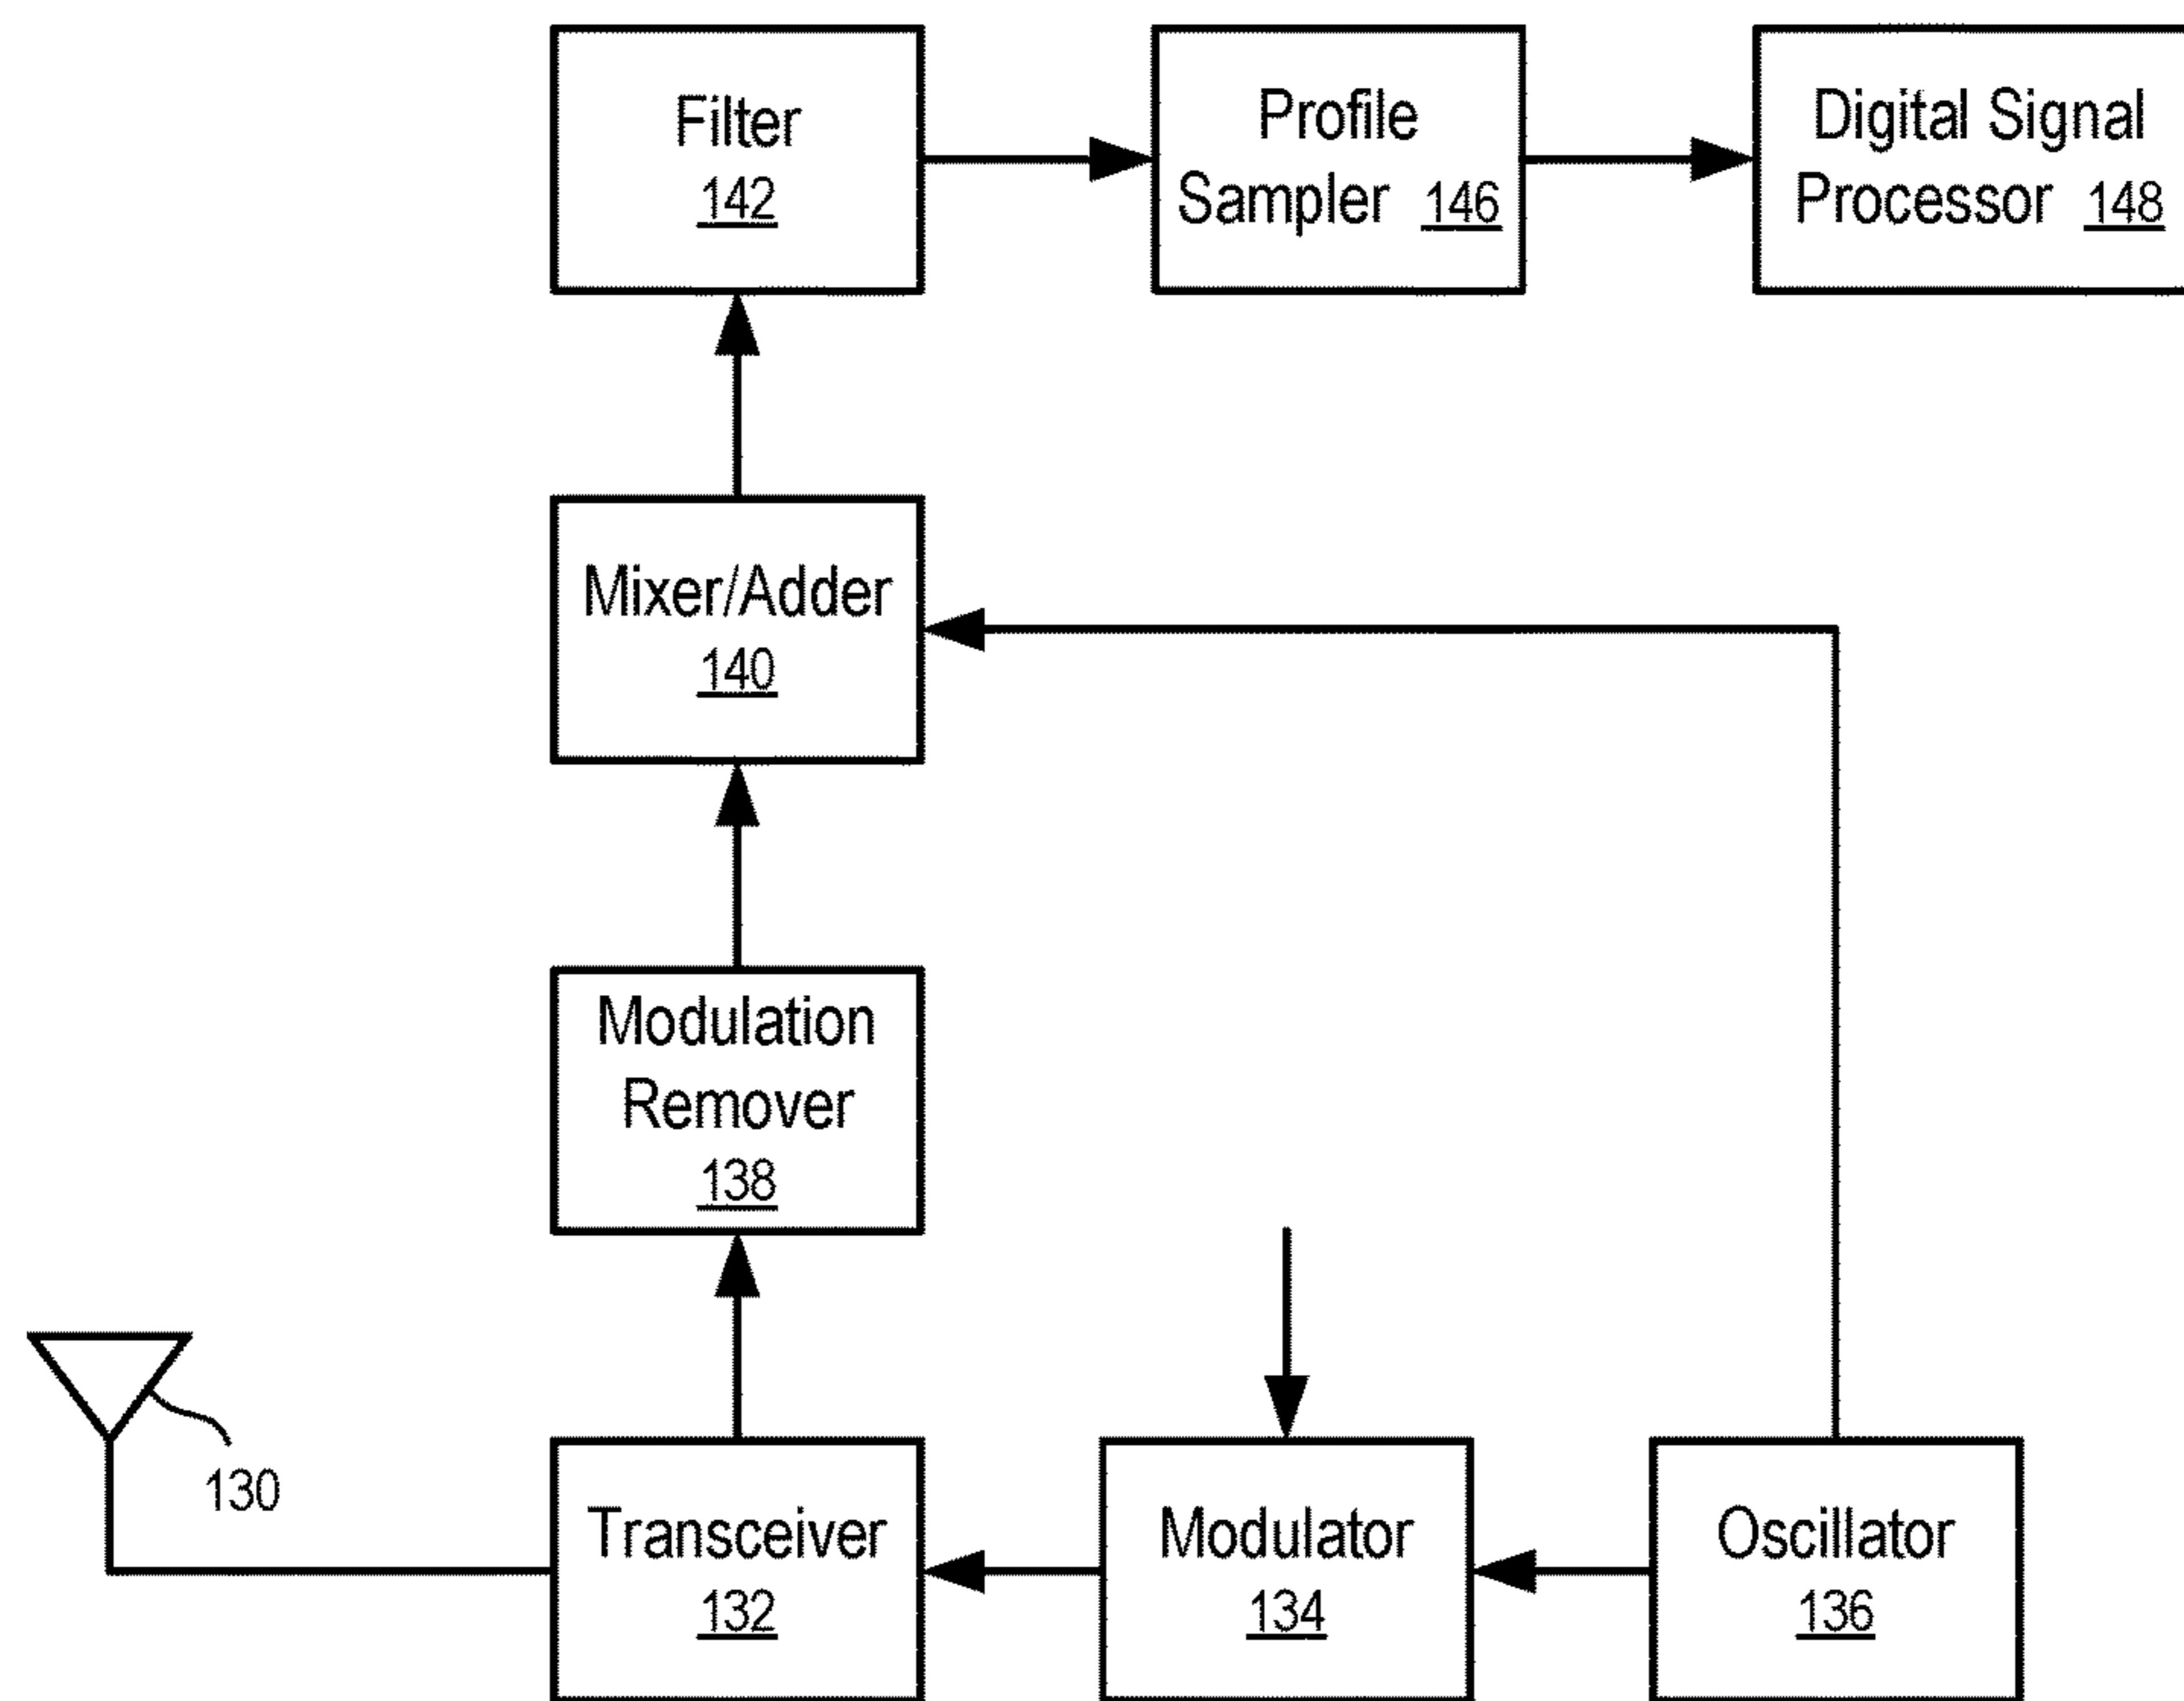 Filter
142
Profile
Sampler 146
Digital Signal
Processor 148
Mixer/Adder
140
Modulation
Remover
138
130
Transceiver
132
Modulator
134
Oscillator
136